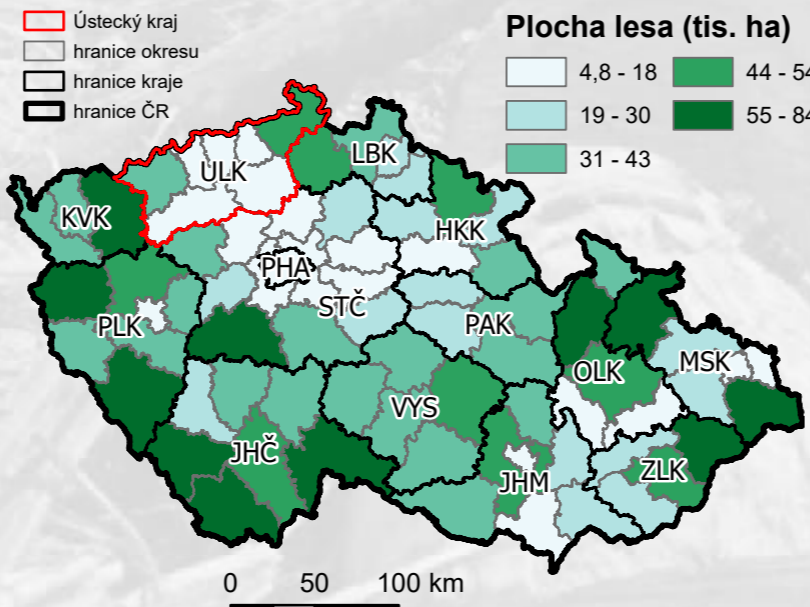 Ústecký kraj
hranice okresu
hranice kraje
hranice ČR
Plocha lesa (tis. ha)
4,8 - 18
44 - 54
19 - 30
55 - 84
31 - 43
ULK
LBK
KVK
HKK
PHA
STČ
PLK
PAK
OLK
MSK
VYS
JHČ
JHM
ZLK
0 50 100 km